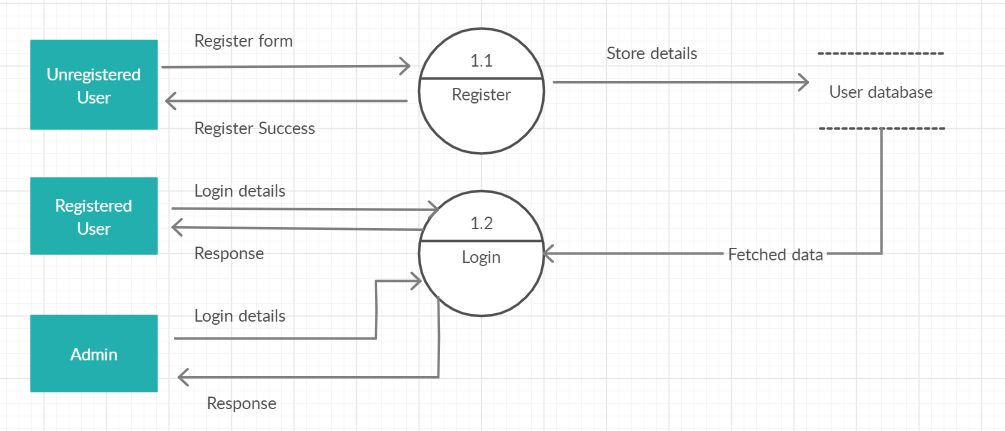 Register form
1.1
Store details
Unregistered
User
Register
User database
Register Success
Login details
Registered
User
1.2
Response
Login
Fetched data
Login details
Admin
Response